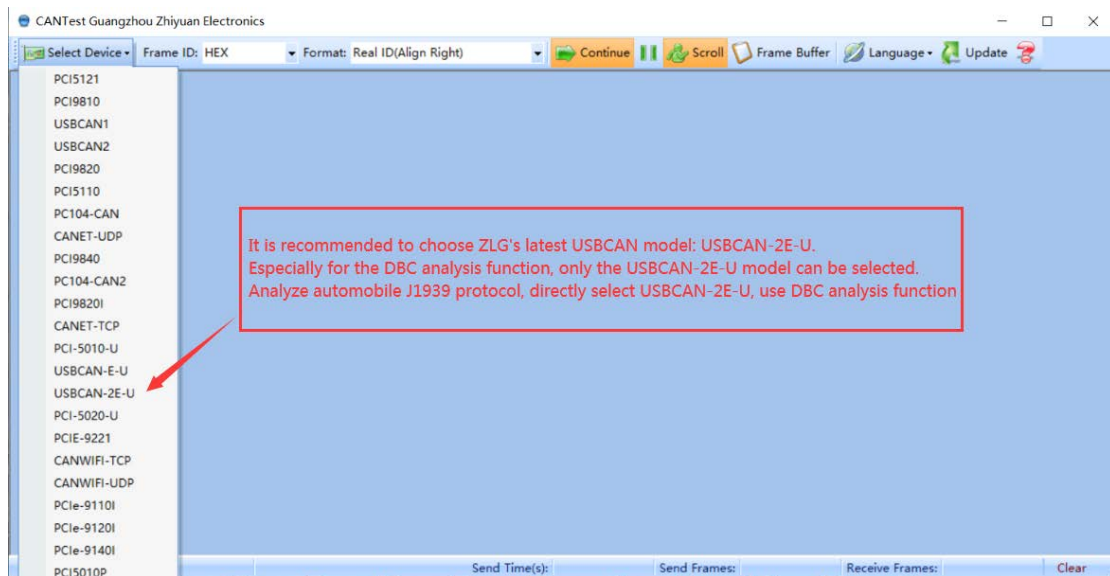 CANTest Guangzhou Zhiyuan Electronics
Select Device Frame ID: HEX Format: Real ID(Align Right) Continue Scroll Frame Buffer Language Update
PCI5121
PCI9810
USBCAN1
USBCAN2
PCI9820
PCI5110
PC104-CAN
CANET-UDP
PCI9840
PC104-CAN2
PCI9820I
CANET-TCP
PCI-5010-U
USBCAN-E-U
USBCAN-2E-U
PCI-5020-U
PCIE-9221
CANWIFI-TCP
CANWIFI-UDP
PCIe-9110I
PCIe-9120I
PCIe-9140I
PCI5010P
It is recommended to choose ZLG's latest USBCAN model: USBCAN-2E-U.
Especially for the DBC analysis function, only the USBCAN-2E-U model can be selected.
Analyze automobile J1939 protocol, directly select USBCAN-2E-U, use DBC analysis function
Send Time(s): Send Frames: Receive Frames: Clear